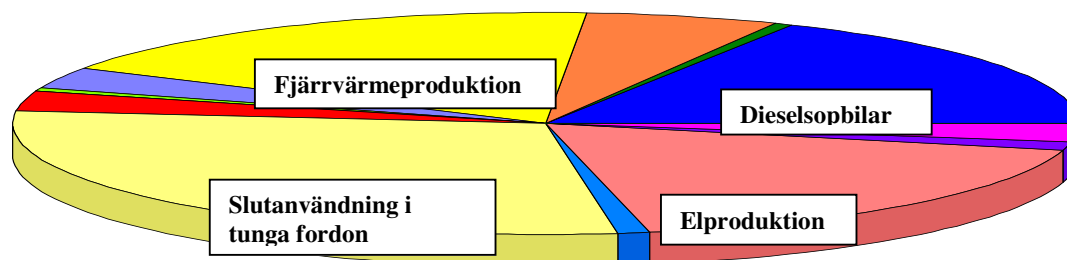 Fjärrvärmeproduktion
Dieselsopbilar
Slutanvändning i
tunga fordon
Elproduktion